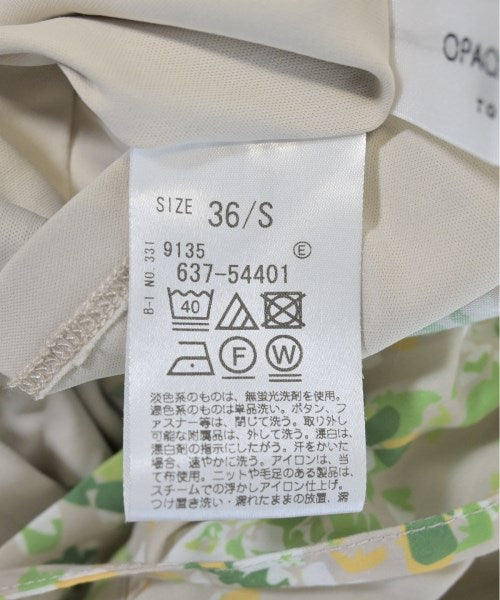 OPAC
TO
SIZE 36/S
B-I NO. 331
9135 E
637-54401
40
F W
淡色系のものは、無蛍光洗剤を使用。
濃色系のものは単品洗い。ボタン、フ
ァスナー等は、閉じて洗う。取り外し
可能な附属品は、外して洗う。漂白は、
漂白剤の指示にしたがう。汗をかいた
場合、速やかに洗う。アイロンは、当
て布使用。ニットや毛足のある製品は、
スチームでの浮かしアイロン仕上げ。
つけ置き洗い・濡れたままの放置、濡